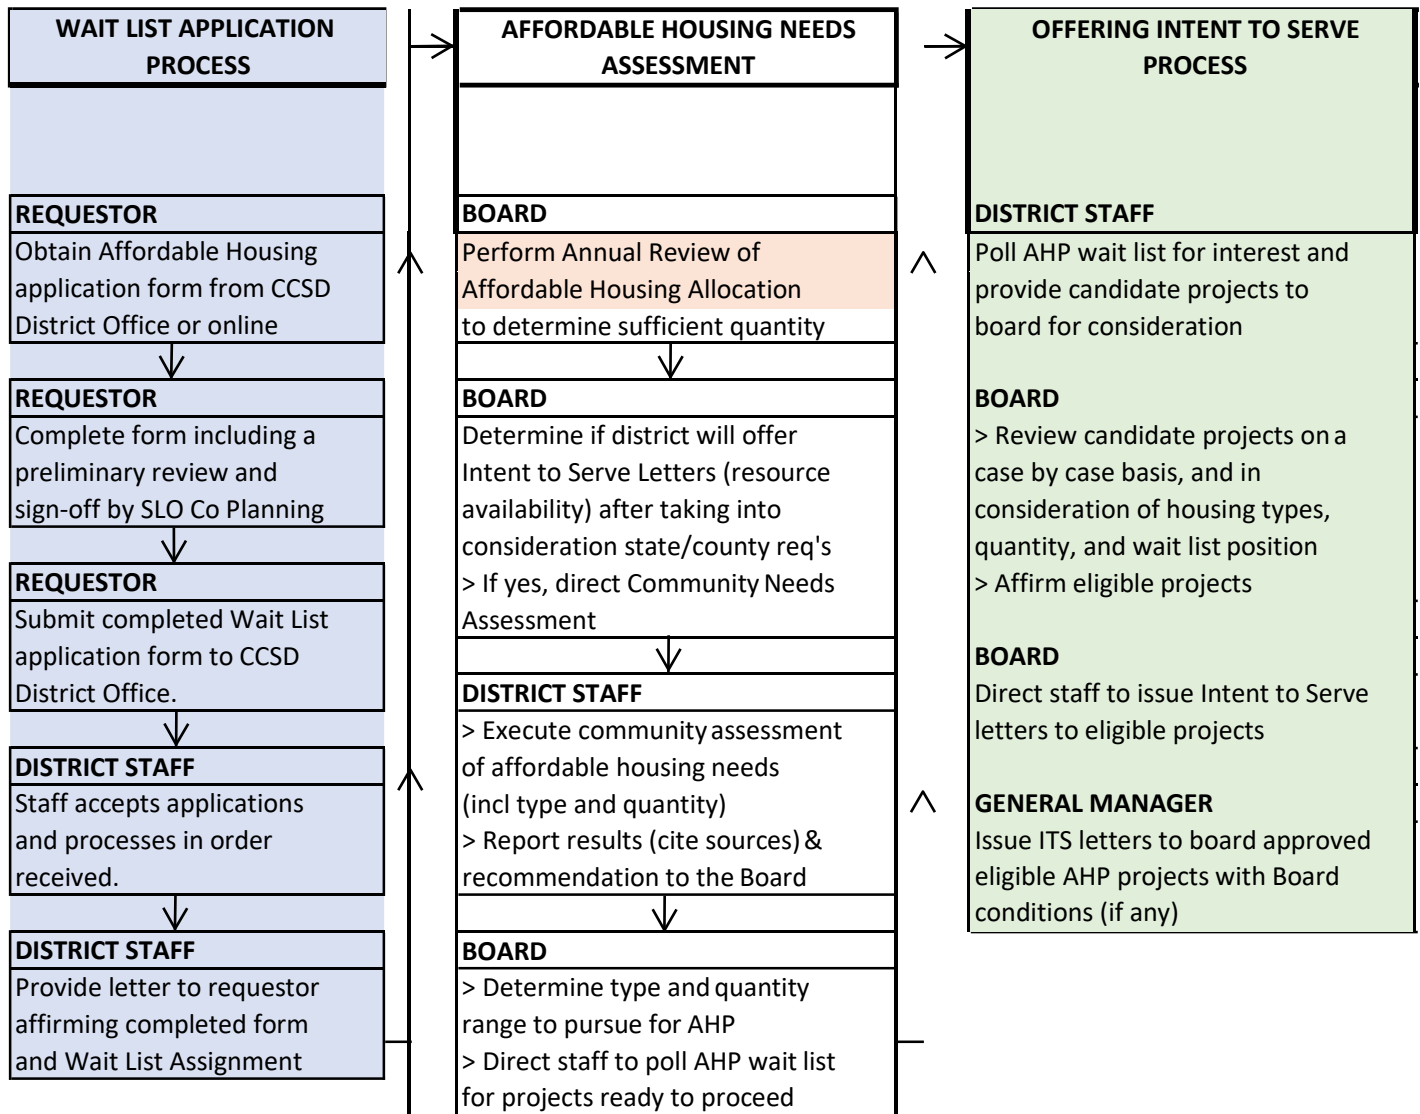 WAIT LIST APPLICATION
PROCESS
REQUESTOR
Obtain Affordable Housing
application form from CCSD
District Office or online
REQUESTOR
Complete form including a
preliminary review and
sign-off by SLO Co Planning
REQUESTOR
Submit completed Wait List
application form to CCSD
District Office.
DISTRICT STAFF
Staff accepts applications
and processes in order
received.
DISTRICT STAFF
Provide letter to requestor
affirming completed form
and Wait List Assignment
AFFORDABLE HOUSING NEEDS
ASSESSMENT
BOARD
Perform Annual Review of
Affordable Housing Allocation
to determine sufficient quantity
BOARD
Determine if district will offer
Intent to Serve Letters (resource
availability) after taking into
consideration state/county req's
> If yes, direct Community Needs
Assessment
DISTRICT STAFF
> Execute community assessment
of affordable housing needs
(incl type and quantity)
> Report results (cite sources) &
recommendation to the Board
BOARD
> Determine type and quantity
range to pursue for AHP
> Direct staff to poll AHP wait list
for projects ready to proceed
OFFERING INTENT TO SERVE
PROCESS
DISTRICT STAFF
Poll AHP wait list for interest and
provide candidate projects to
board for consideration
BOARD
> Review candidate projects on a
case by case basis, and in
consideration of housing types,
quantity, and wait list position
> Affirm eligible projects
BOARD
Direct staff to issue Intent to Serve
letters to eligible projects
GENERAL MANAGER
Issue ITS letters to board approved
eligible AHP projects with Board
conditions (if any)